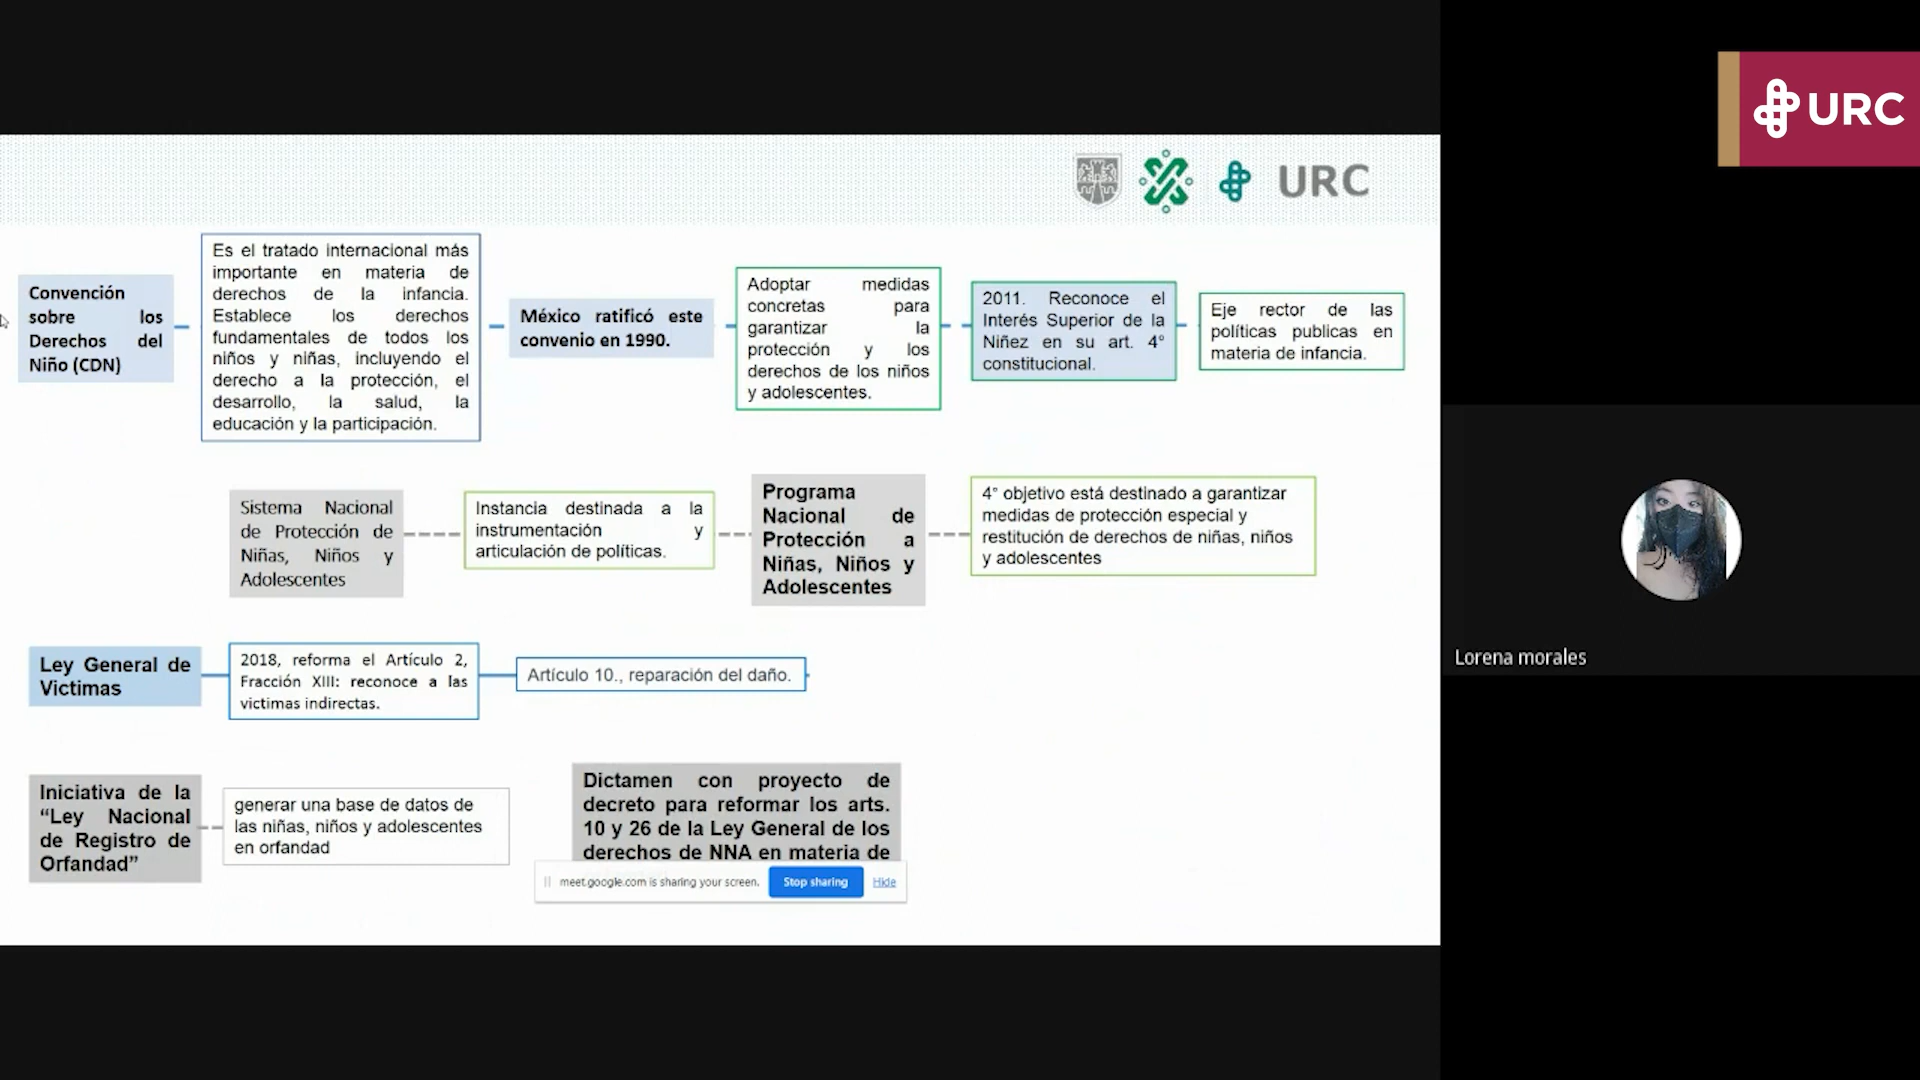 URC
URC
Convención
sobre los
Derechos del
Niño (CDN)
Es el tratado internacional más
importante en materia de
derechos de la infancia.
Establece los derechos
fundamentales de todos los
niños y niñas, incluyendo el
derecho a la protección, el
desarrollo, la salud, la
educación y la participación.
México ratificó este
convenio en 1990.
Adoptar medidas
concretas para
garantizar la
protección y los
derechos de los niños
y adolescentes.
2011. Reconoce el
Interés Superior de la
Niñez en su art. 4°
constitucional.
Eje rector de las
políticas publicas en
materia de infancia.
Sistema Nacional
de Protección de
Niñas, Niños y
Adolescentes
Instancia destinada a la
instrumentación y
articulación de políticas.
Programa
Nacional de
Protección a
Niñas, Niños y
Adolescentes
4° objetivo está destinado a garantizar
medidas de protección especial y
restitución de derechos de niñas, niños
y adolescentes
Lorena morales
Ley General de
Victimas
2018, reforma el Artículo 2,
Fracción XIII: reconoce a las
victimas indirectas.
Artículo 10., reparación del daño.
Iniciativa de la
“Ley Nacional
de Registro de
Orfandad”
generar una base de datos de
las niñas, niños y adolescentes
en orfandad
Dictamen con proyecto de
decreto para reformar los arts.
10 y 26 de la Ley General de los
derechos de NNA en materia de
meet.google.com is sharing your screen. Stop sharing Hide